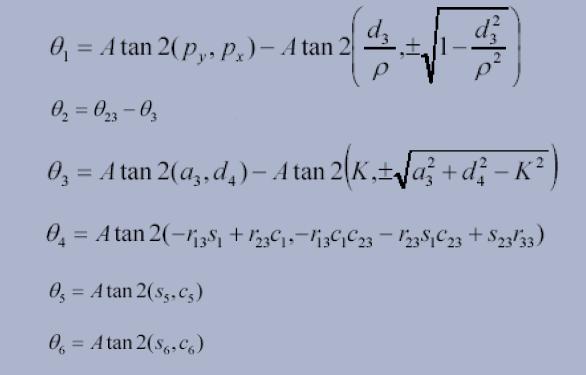 θ₁ = A tan 2(p_y, p_x) − A tan 2(d₃/ρ, ±√(1 − d₃²/ρ²))
θ₂ = θ₂₃ − θ₃
θ₃ = A tan 2(a₃, d₄) − A tan 2(K, ±√(a₃² + d₄² − K²))
θ₄ = A tan 2(−r₁₃s₁ + r₂₃c₁, −r₁₃c₁c₂₃ − r₂₃s₁c₂₃ + s₂₃r₃₃)
θ₅ = A tan 2(s₅, c₅)
θ₆ = A tan 2(s₆, c₆)